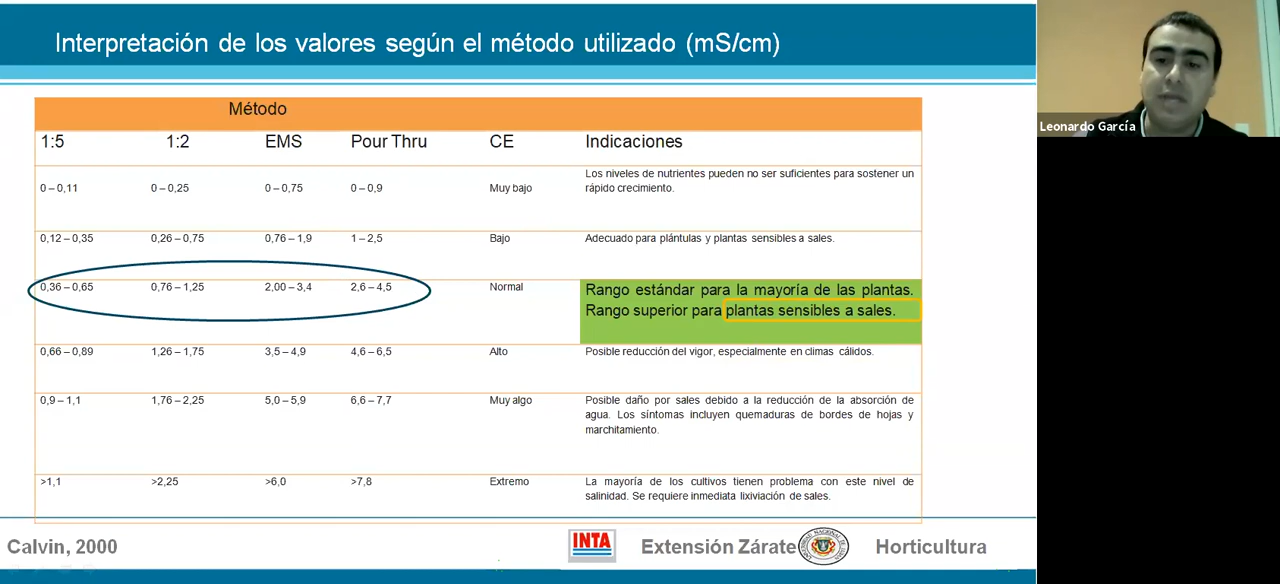 Interpretación de los valores según el método utilizado (mS/cm)
Leonardo García
Método
1:5 1:2 EMS Pour Thru CE Indicaciones
0 – 0,11 0 – 0,25 0 – 0,75 0 – 0,9 Muy bajo Los niveles de nutrientes pueden no ser suficientes para sostener un
rápido crecimiento.
0,12 – 0,35 0,26 – 0,75 0,76 – 1,9 1 – 2,5 Bajo Adecuado para plántulas y plantas sensibles a sales.
0,36 – 0,65 0,76 – 1,25 2,00 – 3,4 2,6 – 4,5 Normal Rango estándar para la mayoría de las plantas.
Rango superior para plantas sensibles a sales.
0,66 – 0,89 1,26 – 1,75 3,5 – 4,9 4,6 – 6,5 Alto Posible reducción del vigor, especialmente en climas cálidos.
0,9 – 1,1 1,76 – 2,25 5,0 – 5,9 6,6 – 7,7 Muy algo Posible daño por sales debido a la reducción de la absorción de
agua. Los síntomas incluyen quemaduras de bordes de hojas y
marchitamiento.
>1,1 >2,25 >6,0 >7,8 Extremo La mayoría de los cultivos tienen problema con este nivel de
salinidad. Se requiere inmediata lixiviación de sales.
Calvin, 2000 INTA Extensión Zárate Horticultura